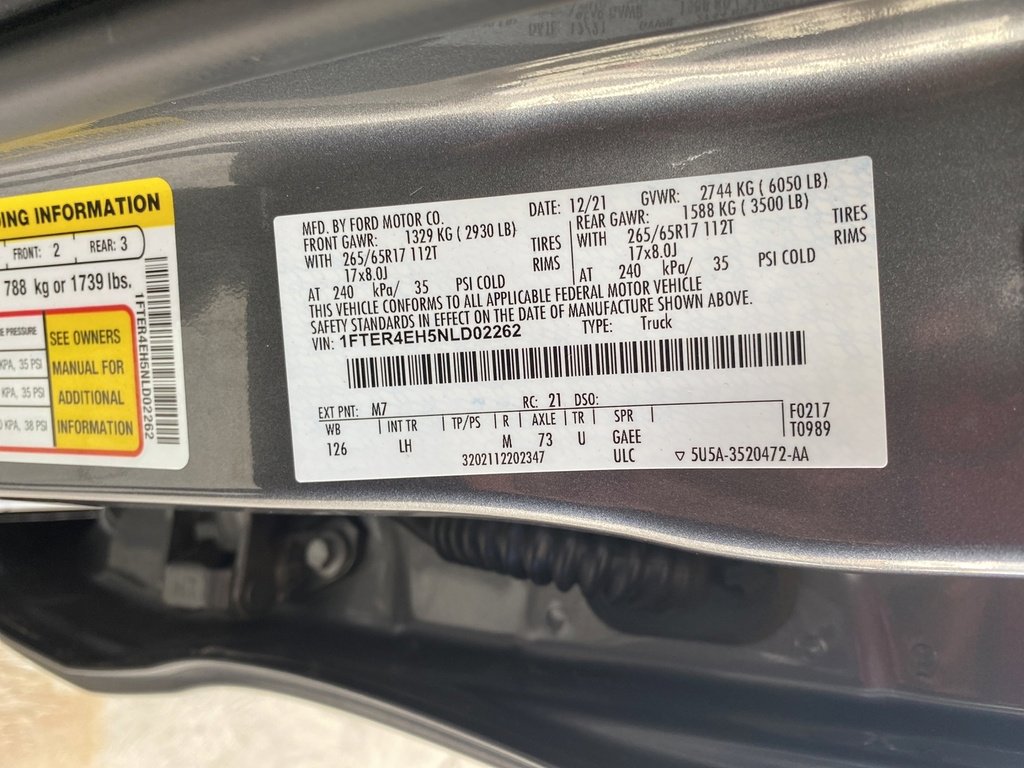 DING INFORMATION
FRONT: 2 REAR: 3
788 kg or 1739 lbs.
PRESSURE
KPA, 35 PSI
KPA, 35 PSI
KPA, 38 PSI
SEE OWNERS
MANUAL FOR
ADDITIONAL
INFORMATION
1FTER4EH5NLD02262
MFD. BY FORD MOTOR CO. DATE: 12/21 GVWR: 2744 KG ( 6050 LB)
FRONT GAWR: 1329 KG ( 2930 LB) REAR GAWR: 1588 KG ( 3500 LB)
WITH 265/65R17 112T TIRES WITH 265/65R17 112T TIRES
17x8.0J RIMS 17x8.0J RIMS
AT 240 kPa/ 35 PSI COLD AT 240 kPa/ 35 PSI COLD
THIS VEHICLE CONFORMS TO ALL APPLICABLE FEDERAL MOTOR VEHICLE
SAFETY STANDARDS IN EFFECT ON THE DATE OF MANUFACTURE SHOWN ABOVE.
VIN: 1FTER4EH5NLD02262 TYPE: Truck
EXT PNT: M7 RC: 21 DSO:
WB INT TR TP/PS R AXLE TR SPR F0217
126 LH M 73 U GAEE T0989
3202112202347 ULC ▽ 5U5A-3520472-AA